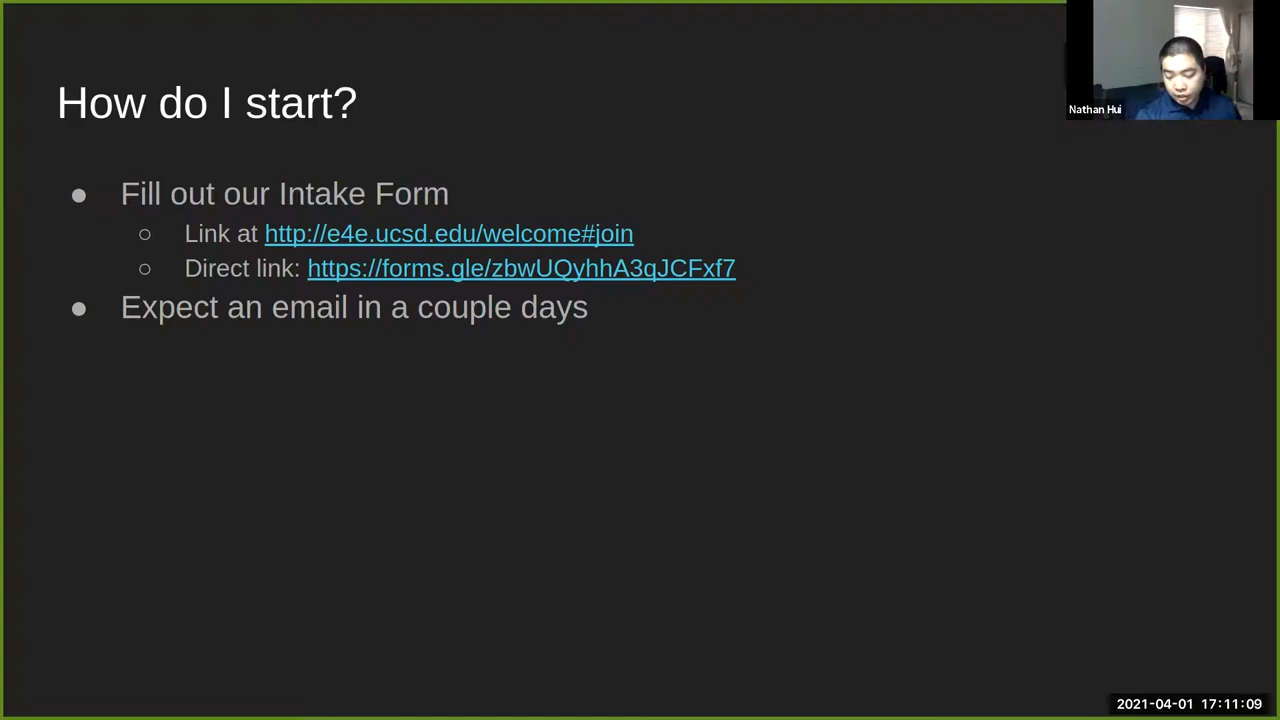 How do I start?
● Fill out our Intake Form
○ Link at http://e4e.ucsd.edu/welcome#join
○ Direct link: https://forms.gle/zbwUQyhhA3qJCFxf7
● Expect an email in a couple days
Nathan Hui
2021-04-01 17:11:09